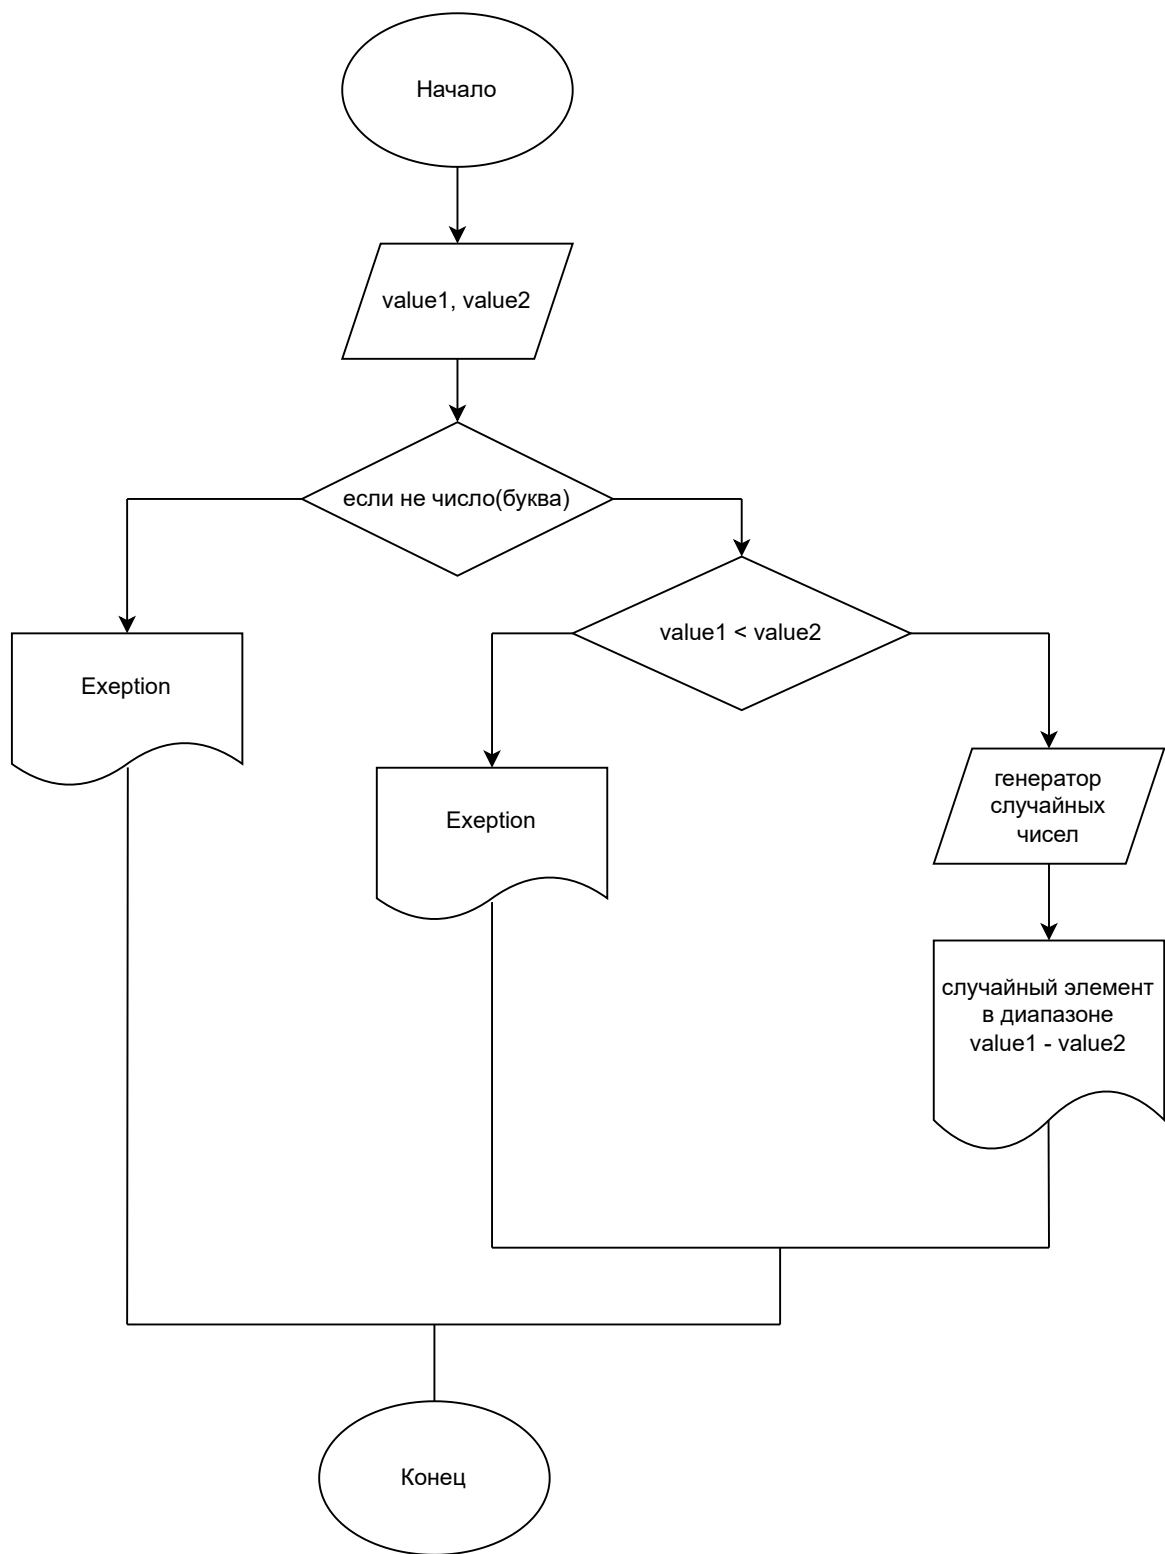 Начало
value1, value2
если не число(буква)
value1 < value2
Exeption
Exeption
генератор
случайных
чисел
случайный элемент
в диапазоне
value1 - value2
Конец